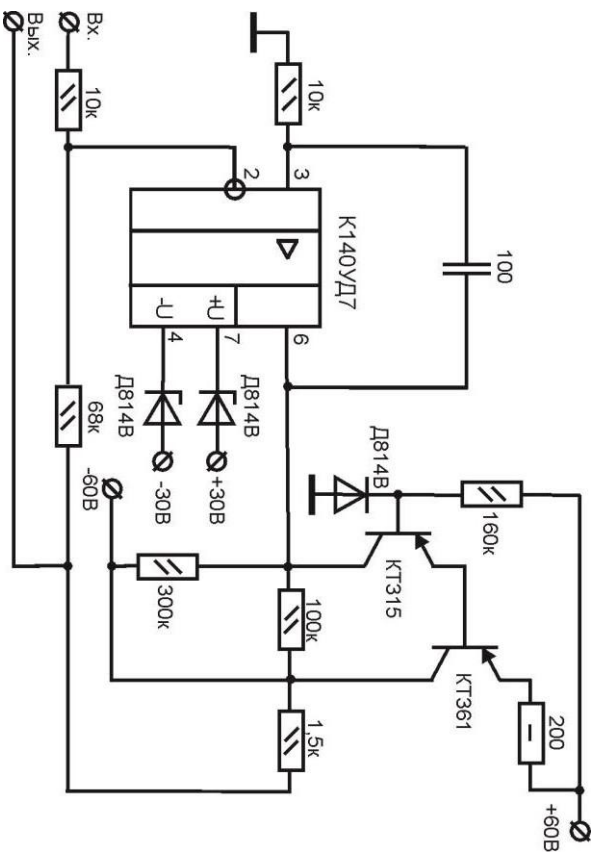 +60В
200
100
160к
КТ361
КТ315
Д814В
К140УД7
10к
3
6
100к
1,5к
2
Д814В
+U
7
+30В
-U
4
-30В
300к
Д814В
Вх.
10к
68к
-60В
Вых.